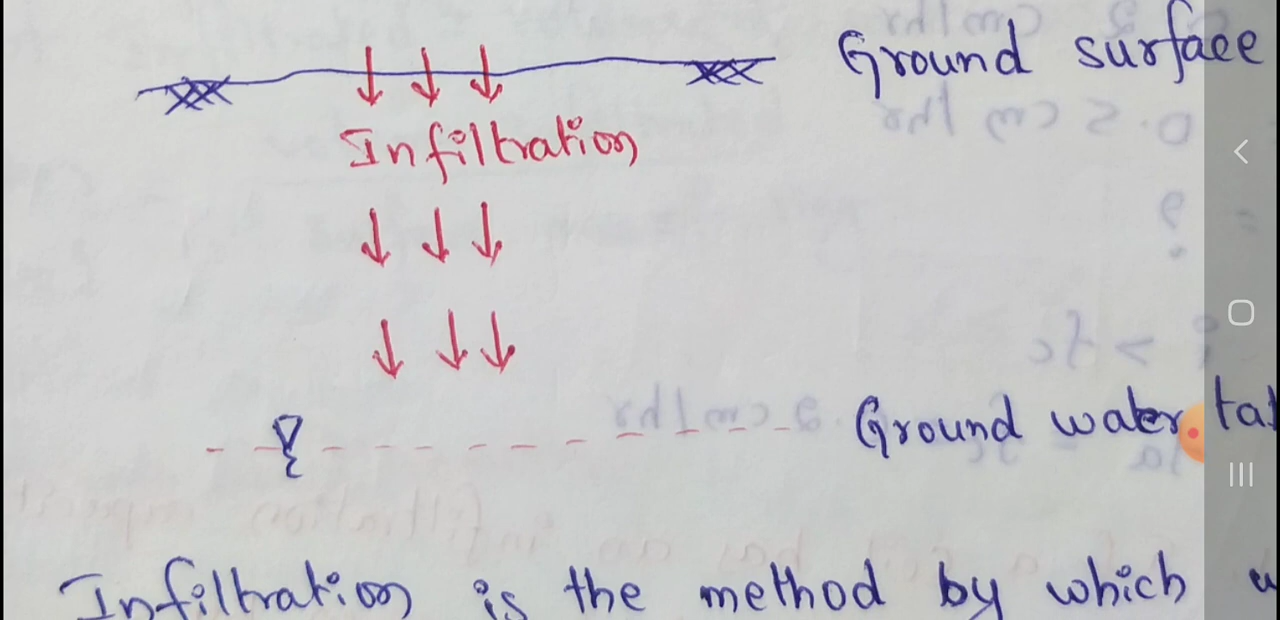 Ground surface
Infiltration
Ground water
Infiltration is the method by which